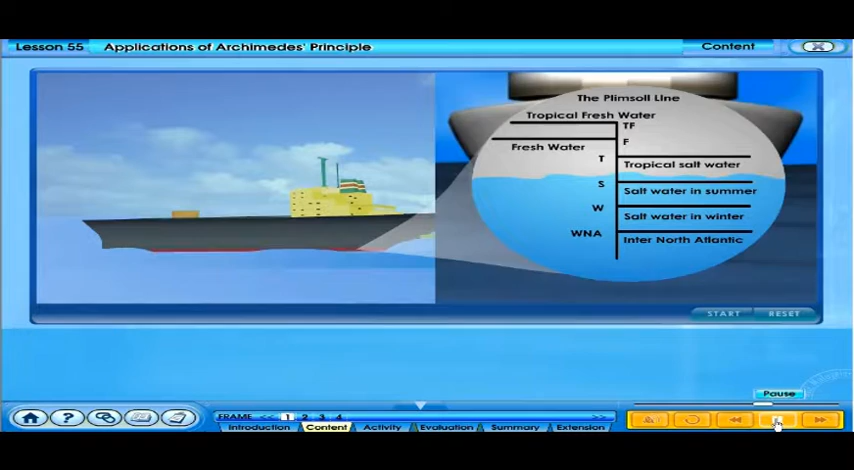 Lesson 55 Applications of Archimedes' Principle Content
The Plimsoll Line
Tropical Fresh Water
TF
F
Fresh Water
T
Tropical salt water
S
Salt water in summer
W
Salt water in winter
WNA
Inter North Atlantic
START RESET
Pause
FRAME << 1 2 3 4 >>
Introduction Content Activity Evaluation Summary Extension